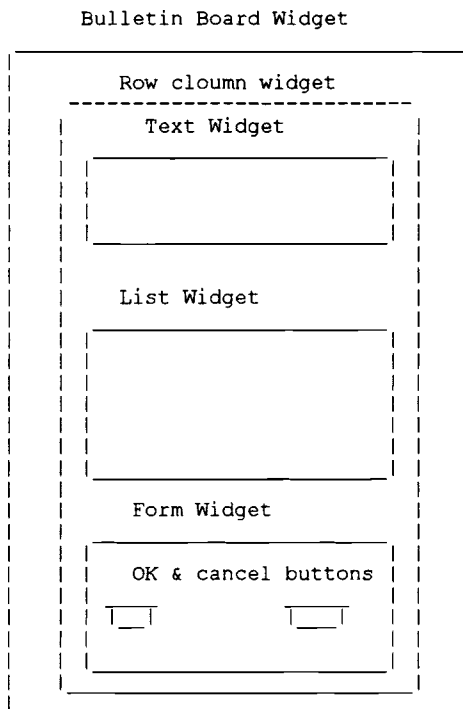 Bulletin Board Widget
Row cloumn widget
Text Widget
List Widget
Form Widget
OK & cancel buttons